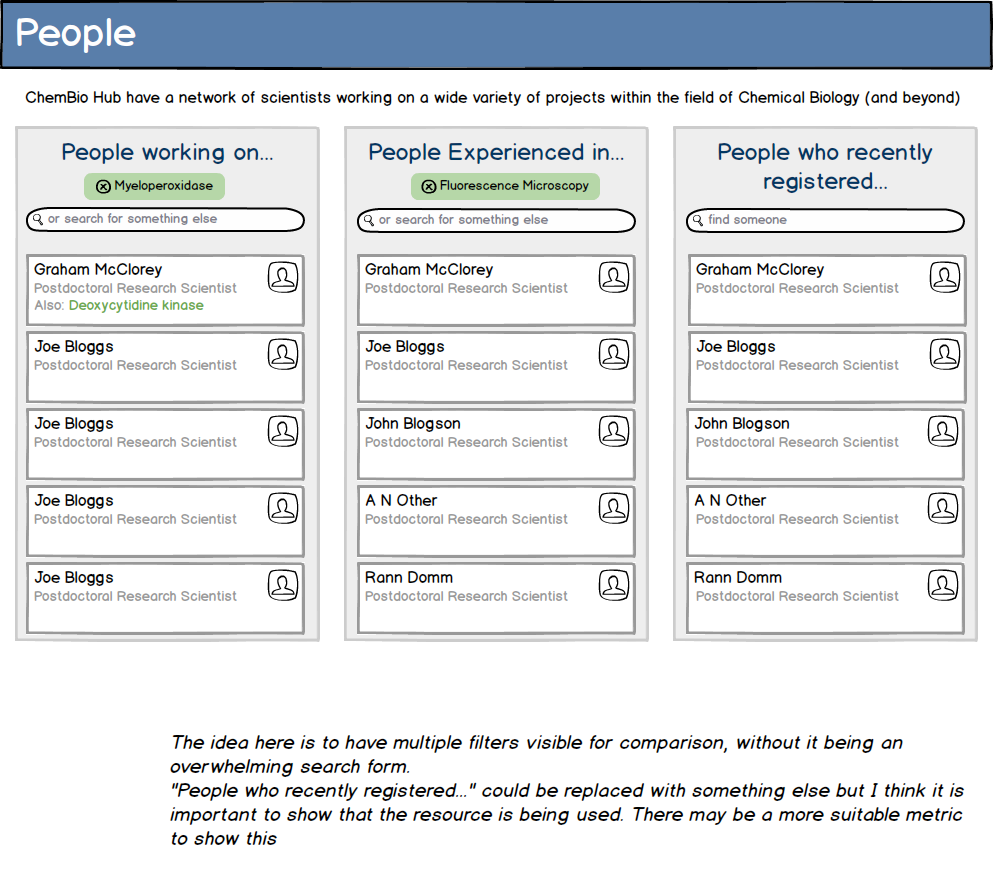 People
ChemBio Hub have a network of scientists working on a wide variety of projects within the field of Chemical Biology (and beyond)
People working on...
Myeloperoxidase
or search for something else
Graham McClorey
Postdoctoral Research Scientist
Also: Deoxycytidine kinase
Joe Bloggs
Postdoctoral Research Scientist
Joe Bloggs
Postdoctoral Research Scientist
Joe Bloggs
Postdoctoral Research Scientist
Joe Bloggs
Postdoctoral Research Scientist
People Experienced in...
Fluorescence Microscopy
or search for something else
Graham McClorey
Postdoctoral Research Scientist
Joe Bloggs
Postdoctoral Research Scientist
John Blogson
Postdoctoral Research Scientist
A N Other
Postdoctoral Research Scientist
Rann Domm
Postdoctoral Research Scientist
People who recently
registered...
find someone
Graham McClorey
Postdoctoral Research Scientist
Joe Bloggs
Postdoctoral Research Scientist
John Blogson
Postdoctoral Research Scientist
A N Other
Postdoctoral Research Scientist
Rann Domm
Postdoctoral Research Scientist
The idea here is to have multiple filters visible for comparison, without it being an
overwhelming search form.
"People who recently registered..." could be replaced with something else but I think it is
important to show that the resource is being used. There may be a more suitable metric
to show this